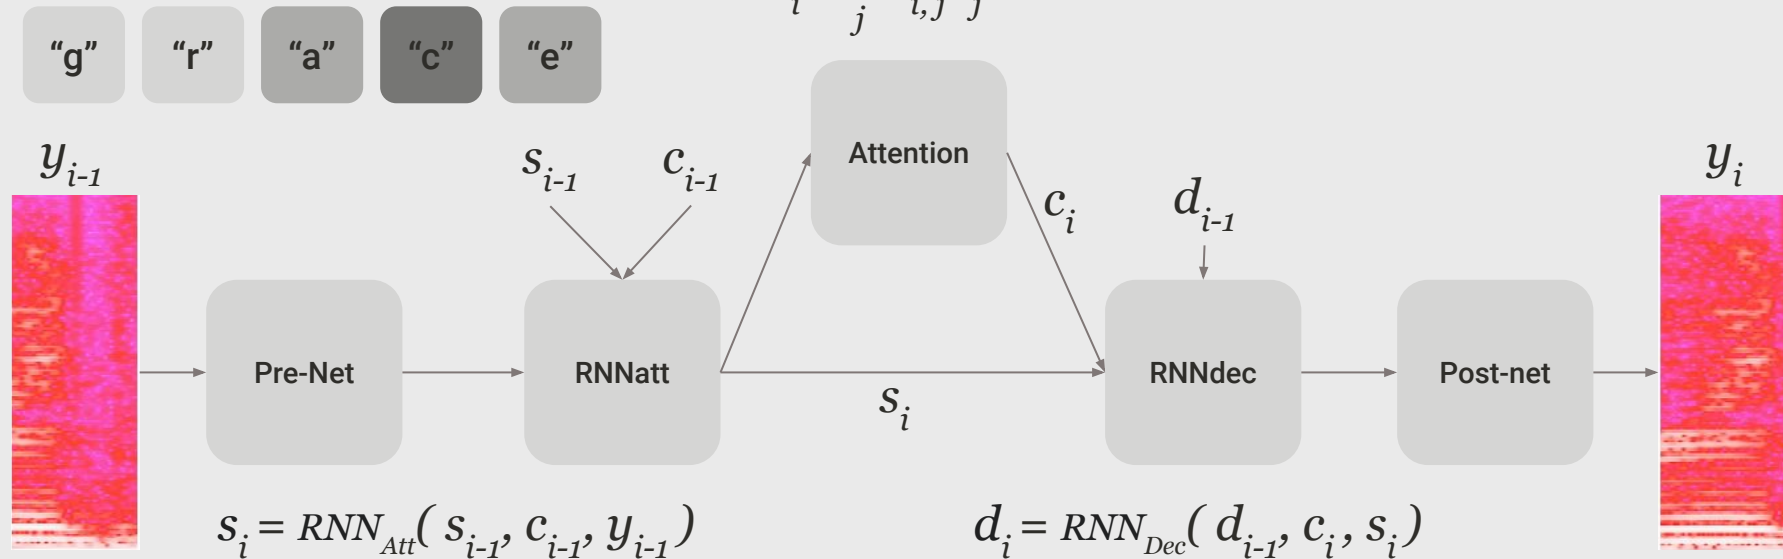 “g” “r” “a” “c” “e”
y_{i-1}
s_{i-1}
c_{i-1}
Attention
c_i
d_{i-1}
y_i
Pre-Net
RNNatt
s_i
RNNdec
Post-net
s_i = RNN_{Att}( s_{i-1}, c_{i-1}, y_{i-1})
d_i = RNN_{Dec}( d_{i-1}, c_i, s_i)